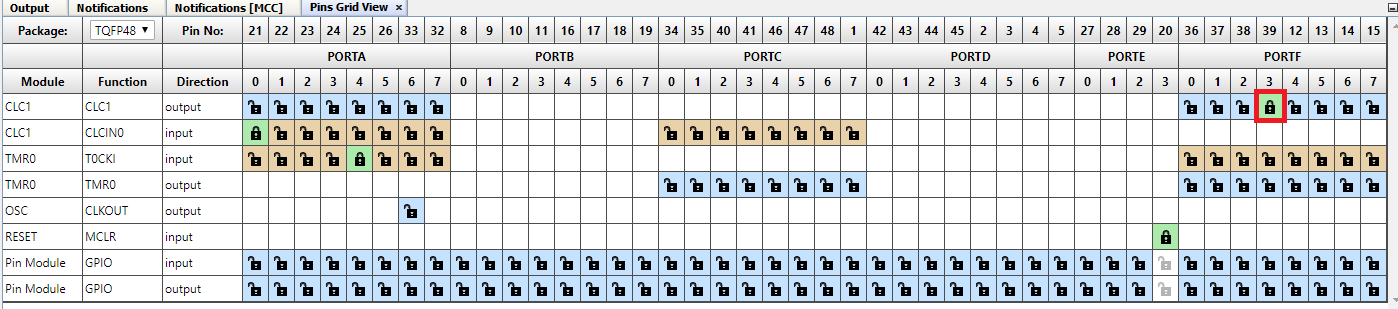 Output Notifications Notifications [MCC] Pins Grid View ×
Package: TQFP48 ▼ Pin No: 21 22 23 24 25 26 33 32 8 9 10 11 16 17 18 19 34 35 40 41 46 47 48 1 42 43 44 45 2 3 4 5 27 28 29 20 36 37 38 39 12 13 14 15
PORTA PORTB PORTC PORTD PORTE PORTF
Module Function Direction 0 1 2 3 4 5 6 7 0 1 2 3 4 5 6 7 0 1 2 3 4 5 6 7 0 1 2 3 4 5 6 7 0 1 2 3 0 1 2 3 4 5 6 7
CLC1 CLC1 output
CLC1 CLCIN0 input
TMR0 T0CKI input
TMR0 TMR0 output
OSC CLKOUT output
RESET MCLR input
Pin Module GPIO input
Pin Module GPIO output